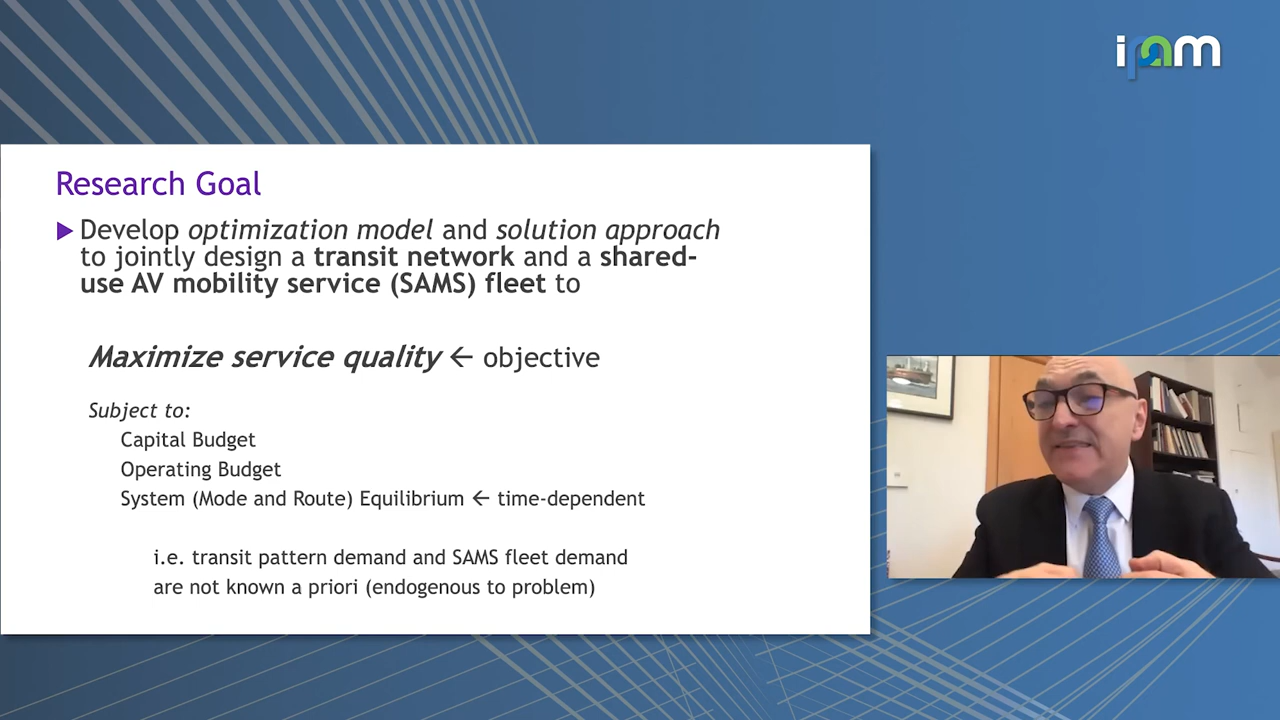 ipam
Research Goal
Develop optimization model and solution approach
to jointly design a transit network and a shared-
use AV mobility service (SAMS) fleet to
Maximize service quality ← objective
Subject to:
Capital Budget
Operating Budget
System (Mode and Route) Equilibrium ← time-dependent
i.e. transit pattern demand and SAMS fleet demand
are not known a priori (endogenous to problem)